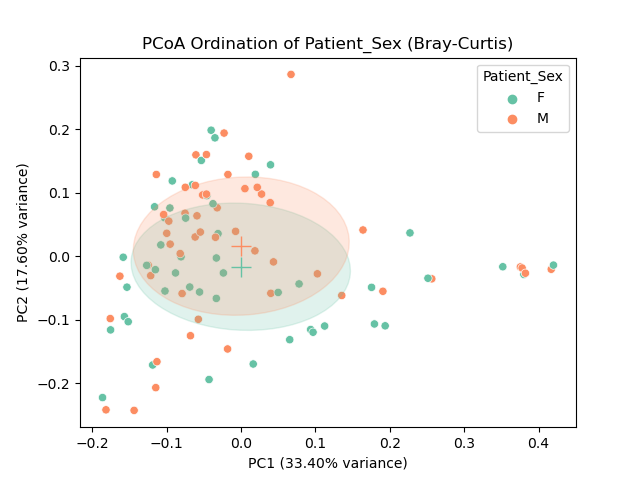 PCoA Ordination of Patient_Sex (Bray-Curtis)
Patient_Sex
F
M
PC2 (17.60% variance)
0.3
0.2
0.1
0.0
−0.1
−0.2
−0.2 −0.1 0.0 0.1 0.2 0.3 0.4
PC1 (33.40% variance)